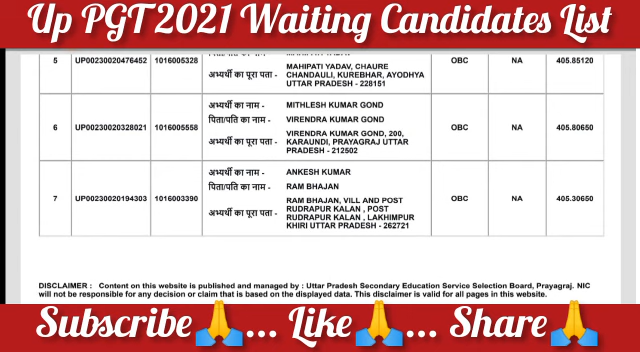 Up PGT 2021 Waiting Candidates List
5 UP00230020476452 1016005328 अभ्यर्थी का पूरा पता - MAHIPATI YADAV, CHAURE CHANDAULI, KUREBHAR, AYODHYA UTTAR PRADESH - 228151 OBC NA 405.85120
अभ्यर्थी का नाम - MITHLESH KUMAR GOND
पिता/पति का नाम - VIRENDRA KUMAR GOND
6 UP00230020328021 1016005558 अभ्यर्थी का पूरा पता - VIRENDRA KUMAR GOND, 200, KARAUNDI, PRAYAGRAJ UTTAR PRADESH - 212502 OBC NA 405.80650
अभ्यर्थी का नाम - ANKESH KUMAR
पिता/पति का नाम - RAM BHAJAN
7 UP00230020194303 1016003390 अभ्यर्थी का पूरा पता - RAM BHAJAN, VILL AND POST RUDRAPUR KALAN , POST RUDRAPUR KALAN , LAKHIMPUR KHIRI UTTAR PRADESH - 262721 OBC NA 405.30650
DISCLAIMER : Content on this website is published and managed by : Uttar Pradesh Secondary Education Service Selection Board, Prayagraj. NIC
will not be responsible for any decision or claim that is based on the displayed data. This disclaimer is valid for all pages in this website.
Subscribe🙏... Like🙏... Share🙏